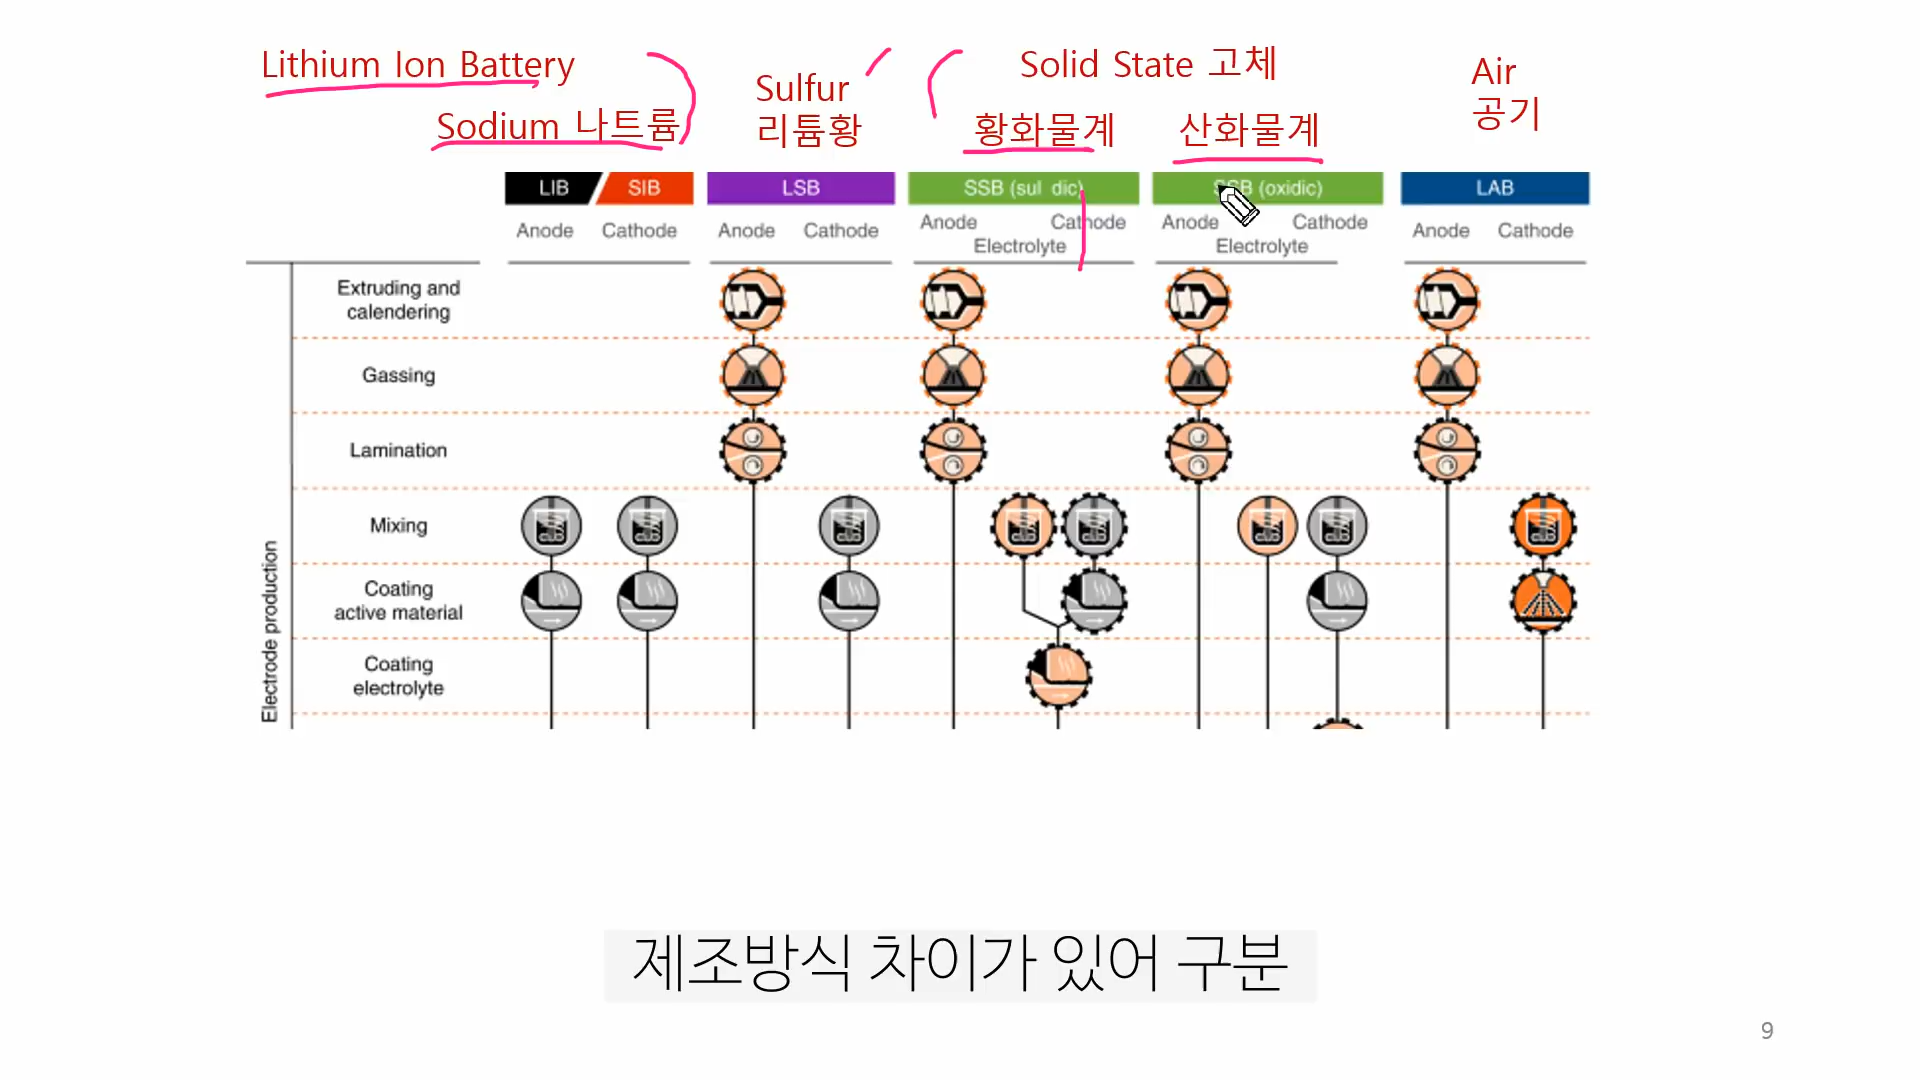 Lithium Ion Battery
Sodium 나트륨
Sulfur
리튬황
Solid State 고체
황화물계
산화물계
Air
공기
LIB
SIB
LSB
SSB (sul dic)
SSB (oxidic)
LAB
Anode
Cathode
Anode
Cathode
Anode
Cathode
Electrolyte
Anode
Cathode
Electrolyte
Anode
Cathode
Electrode production
Extruding and
calendering
Gassing
Lamination
Mixing
Coating
active material
Coating
electrolyte
제조방식 차이가 있어 구분
9